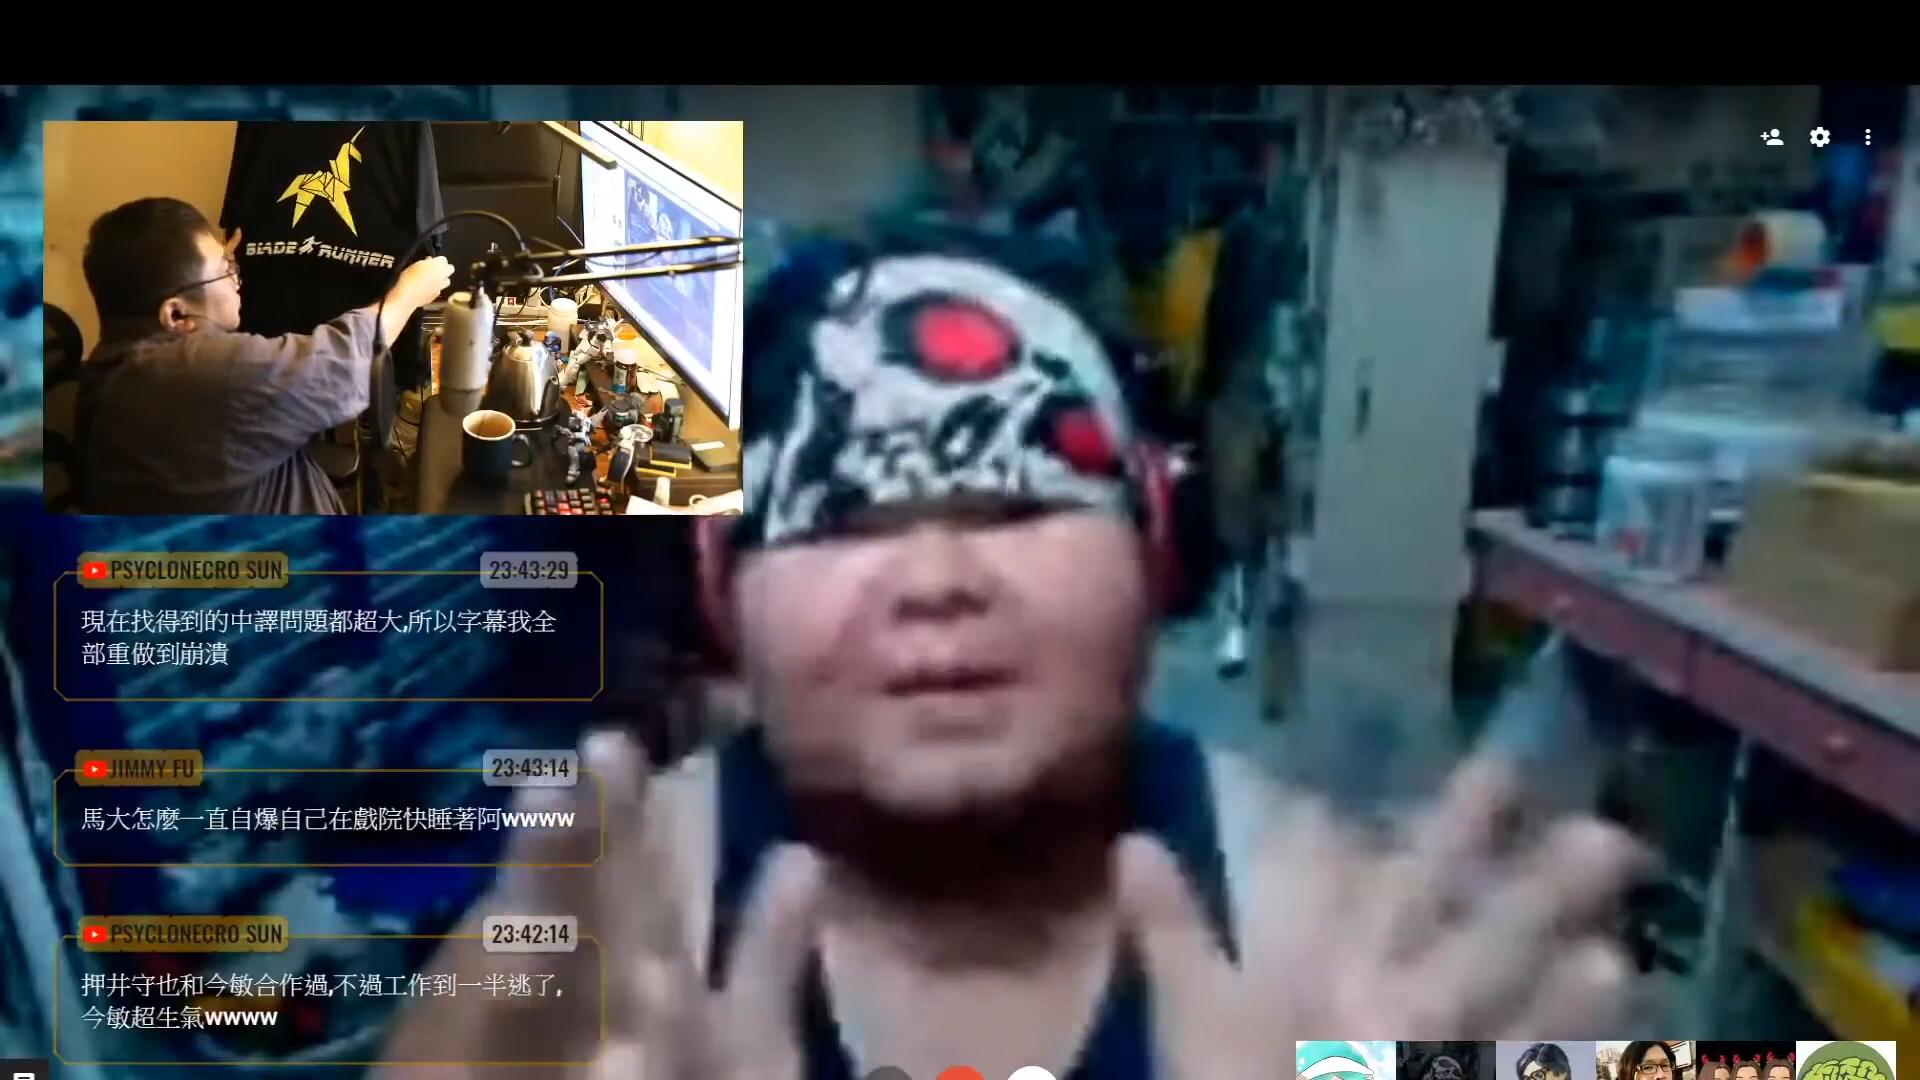 BLADE RUNNER
PSYCLONECRO SUN
23:43:29
現在找得到的中譯問題都超大,所以字幕我全
部重做到崩潰
JIMMY FU
23:43:14
馬大怎麼一直自爆自己在戲院快睡著阿wwww
PSYCLONECRO SUN
23:42:14
押井守也和今敏合作過,不過工作到一半逃了,
今敏超生氣wwww